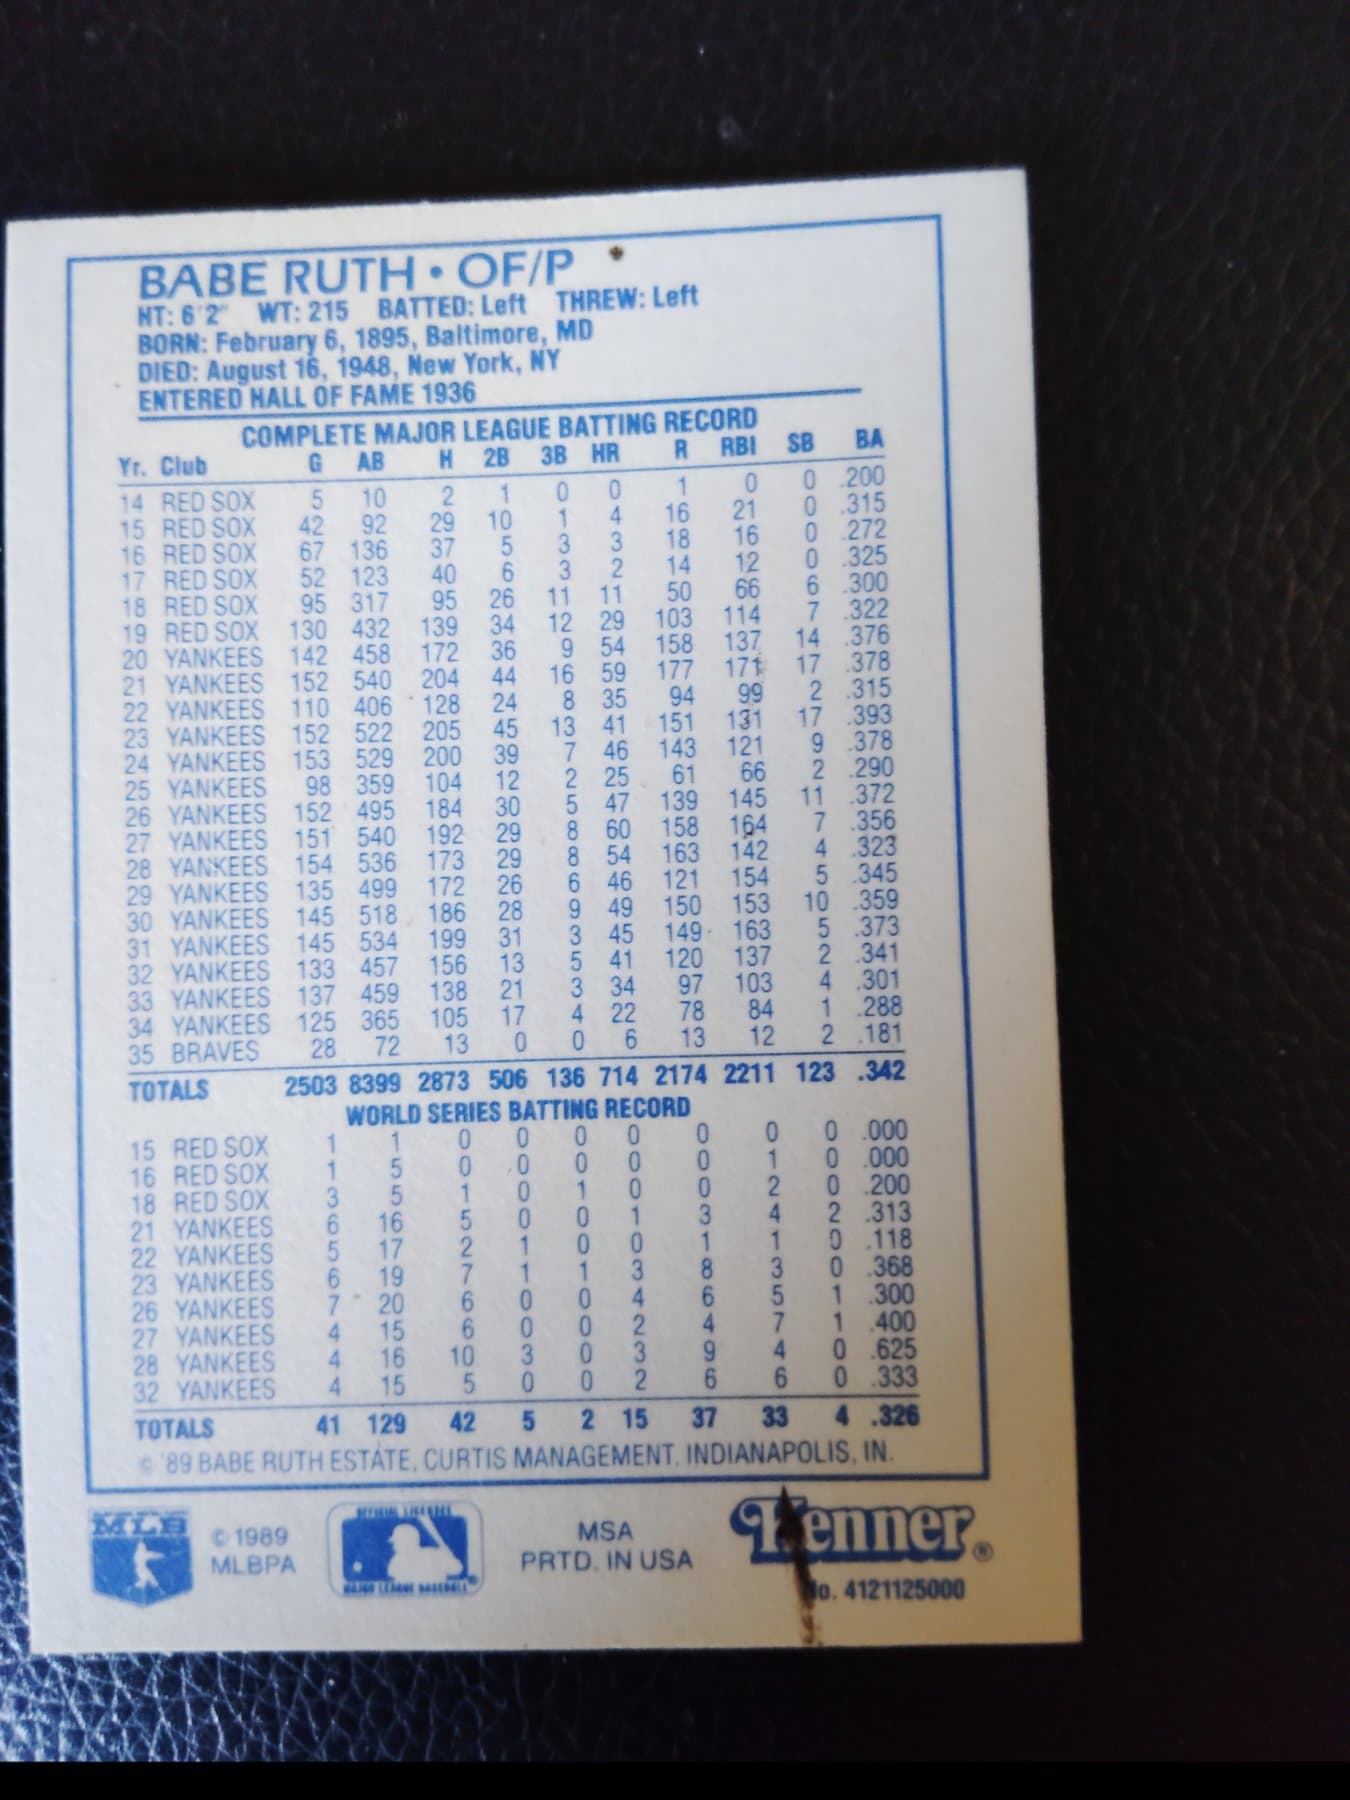 BABE RUTH • OF/P
HT: 6'2" WT: 215 BATTED: Left THREW: Left
BORN: February 6, 1895, Baltimore, MD
DIED: August 16, 1948, New York, NY
ENTERED HALL OF FAME 1936
COMPLETE MAJOR LEAGUE BATTING RECORD
Yr. Club G AB H 2B 3B HR R RBI SB BA
14 RED SOX 5 10 2 1 0 0 1 0 0 .200
15 RED SOX 42 92 29 10 1 4 16 21 0 .315
16 RED SOX 67 136 37 5 3 3 18 16 0 .272
17 RED SOX 52 123 40 6 3 2 14 12 0 .325
18 RED SOX 95 317 95 26 11 11 50 66 6 .300
19 RED SOX 130 432 139 34 12 29 103 114 7 .322
20 YANKEES 142 458 172 36 9 54 158 137 14 .376
21 YANKEES 152 540 204 44 16 59 177 171 17 .378
22 YANKEES 110 406 128 24 8 35 94 99 2 .315
23 YANKEES 152 522 205 45 13 41 151 131 17 .393
24 YANKEES 153 529 200 39 7 46 143 121 9 .378
25 YANKEES 98 359 104 12 2 25 61 66 2 .290
26 YANKEES 152 495 184 30 5 47 139 145 11 .372
27 YANKEES 151 540 192 29 8 60 158 164 7 .356
28 YANKEES 154 536 173 29 8 54 163 142 4 .323
29 YANKEES 135 499 172 26 6 46 121 154 5 .345
30 YANKEES 145 518 186 28 9 49 150 153 10 .359
31 YANKEES 145 534 199 31 3 45 149 163 5 .373
32 YANKEES 133 457 156 13 5 41 120 137 2 .341
33 YANKEES 137 459 138 21 3 34 97 103 4 .301
34 YANKEES 125 365 105 17 4 22 78 84 1 .288
35 BRAVES 28 72 13 0 0 6 13 12 2 .181
TOTALS 2503 8399 2873 506 136 714 2174 2211 123 .342
WORLD SERIES BATTING RECORD
15 RED SOX 1 1 0 0 0 0 0 0 0 .000
16 RED SOX 1 5 0 0 0 0 0 1 0 .000
18 RED SOX 3 5 1 0 1 0 0 2 0 .200
21 YANKEES 6 16 5 0 0 1 3 4 2 .313
22 YANKEES 5 17 2 1 0 0 1 1 0 .118
23 YANKEES 6 19 7 1 1 3 8 3 0 .368
26 YANKEES 7 20 6 0 0 4 6 5 1 .300
27 YANKEES 4 15 6 0 0 2 4 7 1 .400
28 YANKEES 4 16 10 3 0 3 9 4 0 .625
32 YANKEES 4 15 5 0 0 2 6 6 0 .333
TOTALS 41 129 42 5 2 15 37 33 4 .326
© '89 BABE RUTH ESTATE, CURTIS MANAGEMENT, INDIANAPOLIS, IN.
MLB
© 1989
MLBPA
OFFICIAL LICENSEE
MAJOR LEAGUE BASEBALL ®
MSA
PRTD. IN USA
Kenner ®
No. 4121125000